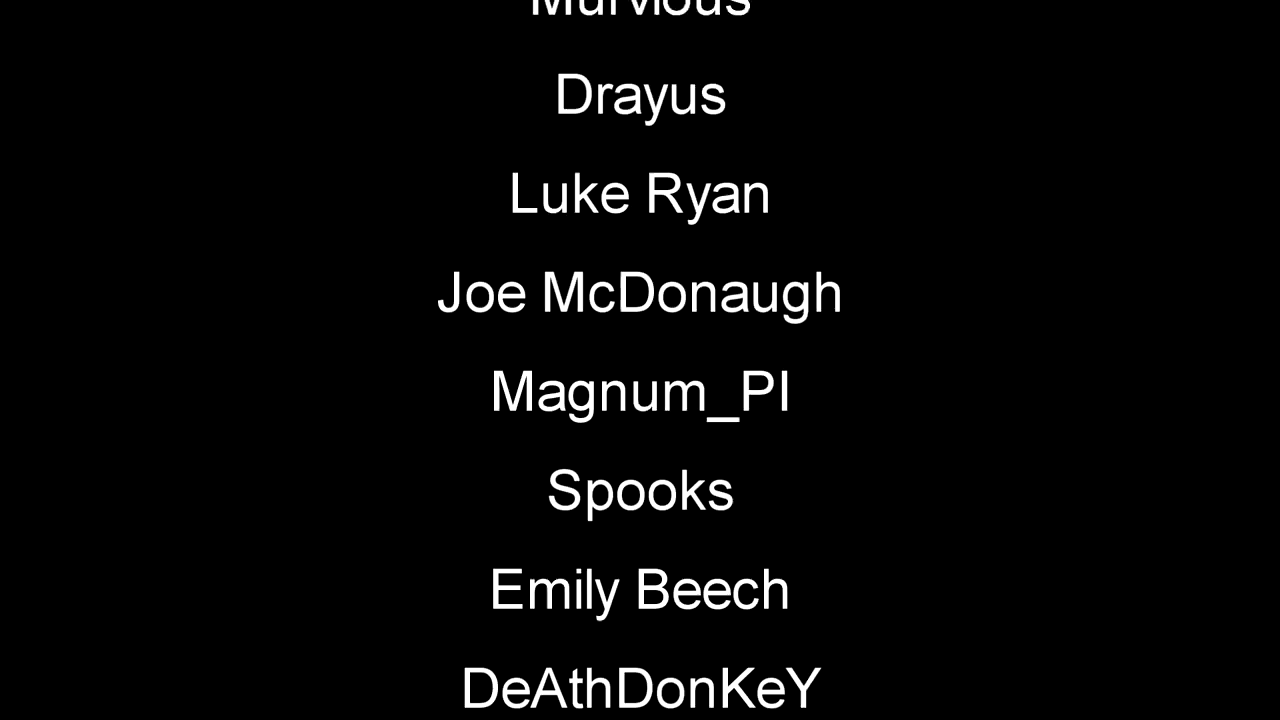 Drayus
Luke Ryan
Joe McDonaugh
Magnum_PI
Spooks
Emily Beech
DeAthDonKeY